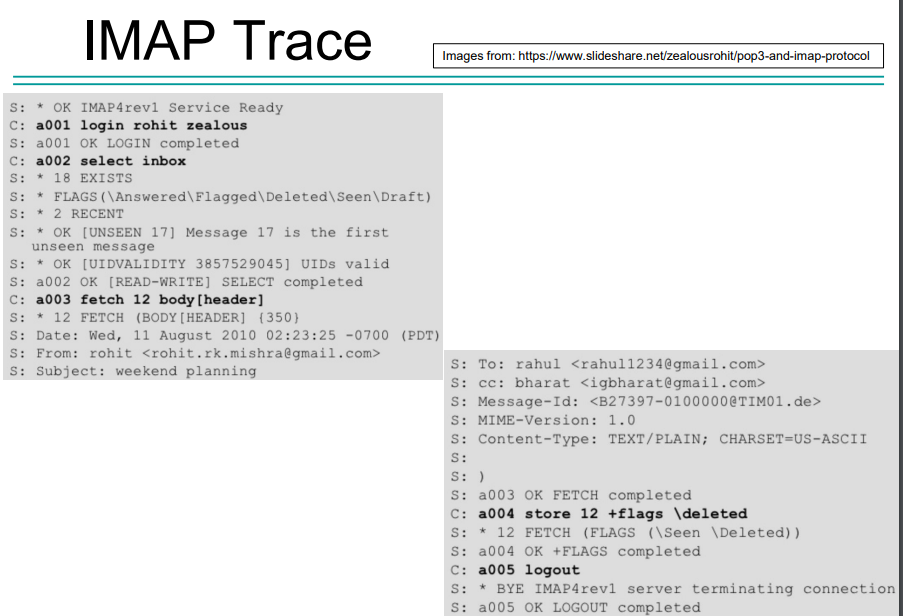 IMAP Trace
Images from: https://www.slideshare.net/zealousrohit/pop3-and-imap-protocol
S: * OK IMAP4rev1 Service Ready
C: a001 login rohit zealous
S: a001 OK LOGIN completed
C: a002 select inbox
S: * 18 EXISTS
S: * FLAGS(\Answered\Flagged\Deleted\Seen\Draft)
S: * 2 RECENT
S: * OK [UNSEEN 17] Message 17 is the first
unseen message
S: * OK [UIDVALIDITY 3857529045] UIDs valid
S: a002 OK [READ-WRITE] SELECT completed
C: a003 fetch 12 body[header]
S: * 12 FETCH (BODY[HEADER] {350}
S: Date: Wed, 11 August 2010 02:23:25 -0700 (PDT)
S: From: rohit <rohit.rk.mishra@gmail.com>
S: Subject: weekend planning
S: To: rahul <rahul1234@gmail.com>
S: cc: bharat <igbharat@gmail.com>
S: Message-Id: <B27397-0100000@TIM01.de>
S: MIME-Version: 1.0
S: Content-Type: TEXT/PLAIN; CHARSET=US-ASCII
S:
S: )
S: a003 OK FETCH completed
C: a004 store 12 +flags \deleted
S: * 12 FETCH (FLAGS (\Seen \Deleted))
S: a004 OK +FLAGS completed
C: a005 logout
S: * BYE IMAP4rev1 server terminating connection
S: a005 OK LOGOUT completed